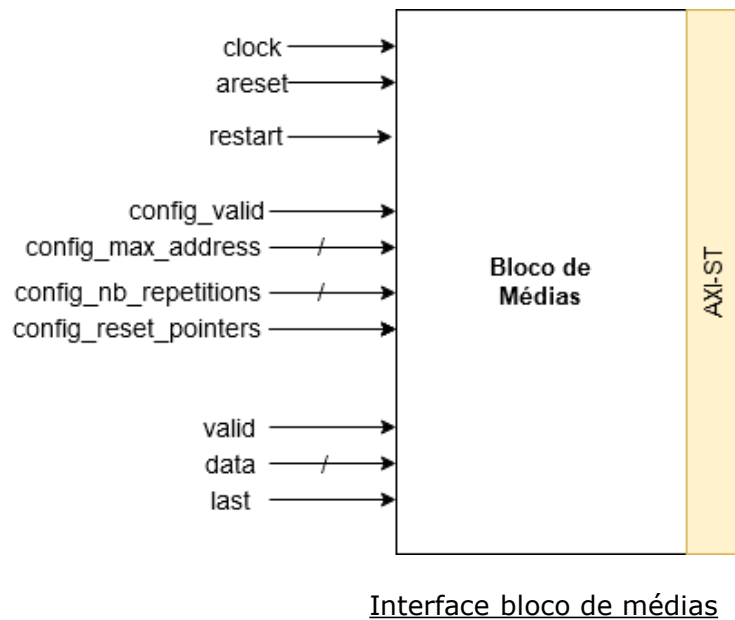 clock
areset
restart
config_valid
config_max_address
config_nb_repetitions
config_reset_pointers
valid
data
last
Bloco de
Médias
AXI-ST
Interface bloco de médias